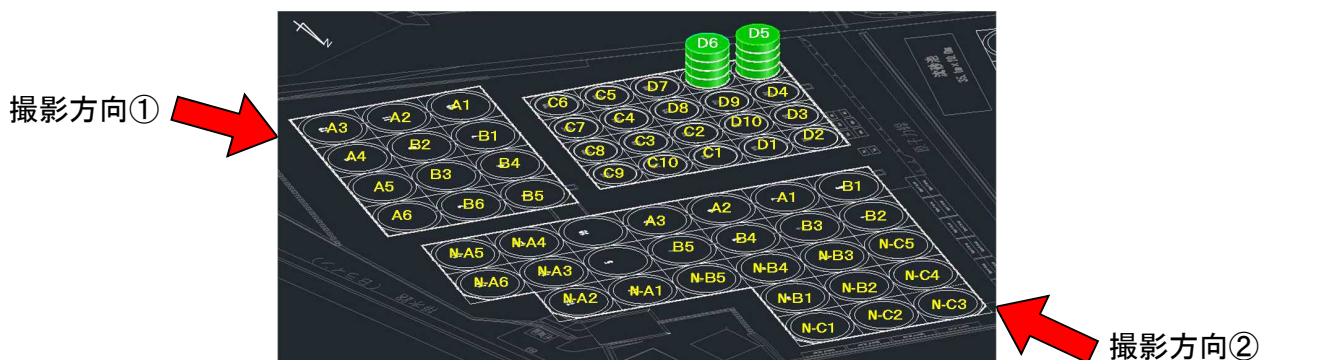 撮影方向①
N
D6 D5
A3 A2 A1
A4 B2 B1
A5 B3 B4
A6 B6 B5
C6 C5 D7
C7 C4 D8 D9 D4
C8 C3 C2 D10 D3
C9 C10 C1 D1 D2
N-A5 N-A4 A3 A2 A1 B1
N-A6 N-A3 B5 B4 B3 B2
N-A2 N-A1 N-B5 N-B4 N-B3 N-C5
N-B1 N-B2 N-C4
N-C1 N-C2 N-C3
撮影方向②